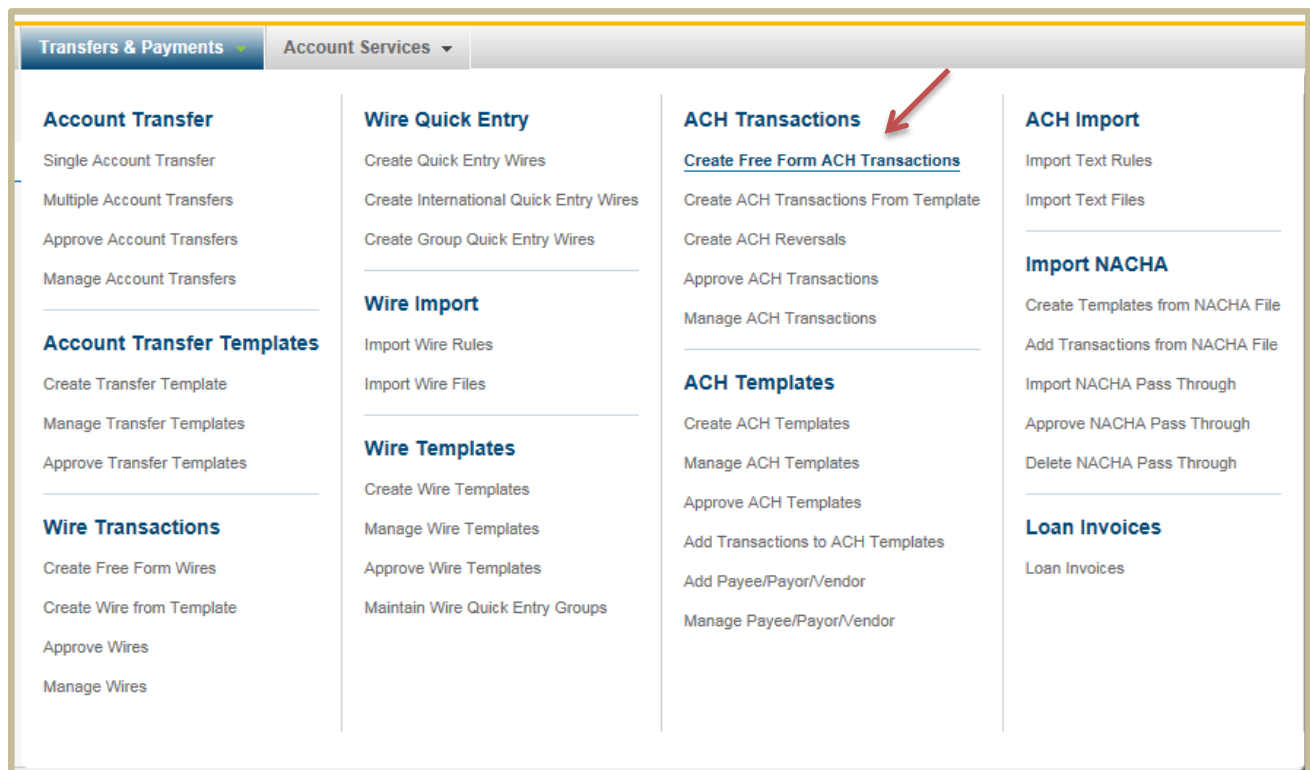 Transfers & Payments
Account Services
Account Transfer
Single Account Transfer
Multiple Account Transfers
Approve Account Transfers
Manage Account Transfers
Account Transfer Templates
Create Transfer Template
Manage Transfer Templates
Approve Transfer Templates
Wire Transactions
Create Free Form Wires
Create Wire from Template
Approve Wires
Manage Wires
Wire Quick Entry
Create Quick Entry Wires
Create International Quick Entry Wires
Create Group Quick Entry Wires
Wire Import
Import Wire Rules
Import Wire Files
Wire Templates
Create Wire Templates
Manage Wire Templates
Approve Wire Templates
Maintain Wire Quick Entry Groups
ACH Transactions
Create Free Form ACH Transactions
Create ACH Transactions From Template
Create ACH Reversals
Approve ACH Transactions
Manage ACH Transactions
ACH Templates
Create ACH Templates
Manage ACH Templates
Approve ACH Templates
Add Transactions to ACH Templates
Add Payee/Payor/Vendor
Manage Payee/Payor/Vendor
ACH Import
Import Text Rules
Import Text Files
Import NACHA
Create Templates from NACHA File
Add Transactions from NACHA File
Import NACHA Pass Through
Approve NACHA Pass Through
Delete NACHA Pass Through
Loan Invoices
Loan Invoices